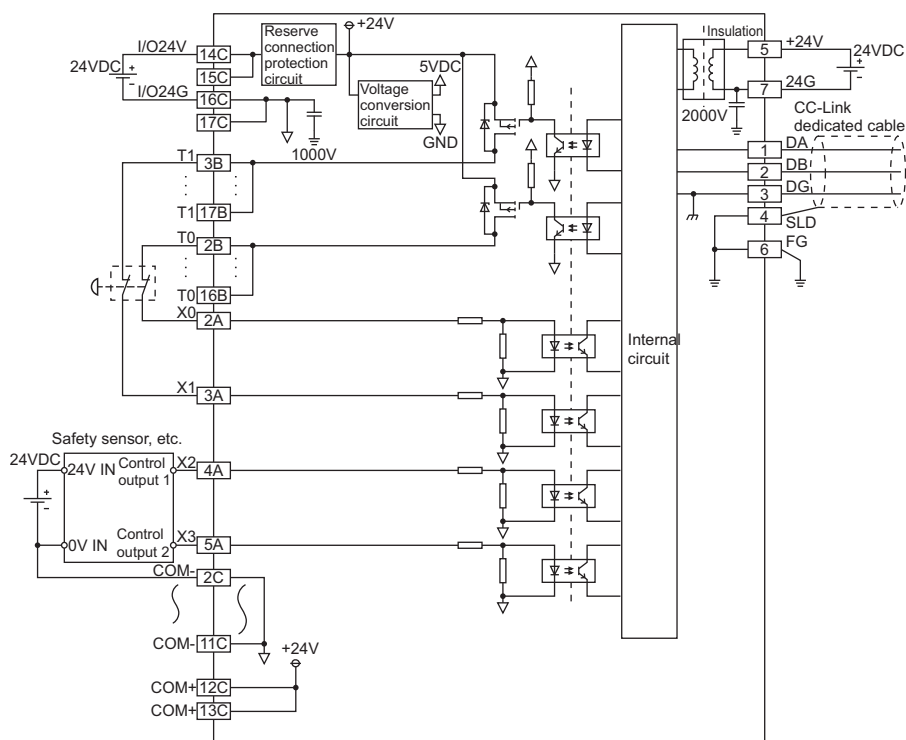 I/O24V
24VDC
+
-
14C
15C
I/O24G
16C
17C
Reserve
connection
protection
circuit
+24V
Voltage
conversion
circuit
5VDC
GND
1000V
Insulation
2000V
5
+24V
24VDC
+
-
7
24G
CC-Link
dedicated cable
1
DA
2
DB
3
DG
4
SLD
6
FG
T1
3B
T1
17B
T0
2B
T0
16B
X0
2A
X1
3A
Internal
circuit
Safety sensor, etc.
24VDC
+
-
24V IN
Control
output 1
X2
4A
0V IN
Control
output 2
X3
5A
COM-
2C
COM-
11C
+24V
COM+
12C
COM+
13C